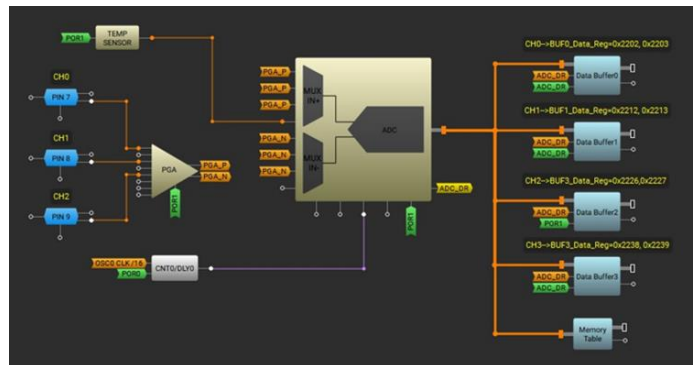 POR1
TEMP
SENSOR
CH0
PIN 7
CH1
PIN 8
CH2
PIN 9
PGA
PGA_P
PGA_N
POR1
OSC0 CLK /16
POR0
CNT0/DLY0
PGA_P
PGA_P
PGA_P
PGA_N
PGA_N
PGA_N
MUX
IN+
MUX
IN-
ADC
ADC_DR
POR1
CH0-->BUF0_Data_Reg=0x2202, 0x2203
ADC_DR
ADC_DR
Data Buffer0
CH1-->BUF1_Data_Reg=0x2212, 0x2213
ADC_DR
ADC_DR
Data Buffer1
CH2-->BUF3_Data_Reg=0x2226,0x2227
ADC_DR
POR1
Data Buffer2
CH3-->BUF3_Data_Reg=0x2238, 0x2239
ADC_DR
ADC_DR
Data Buffer3
Memory
Table